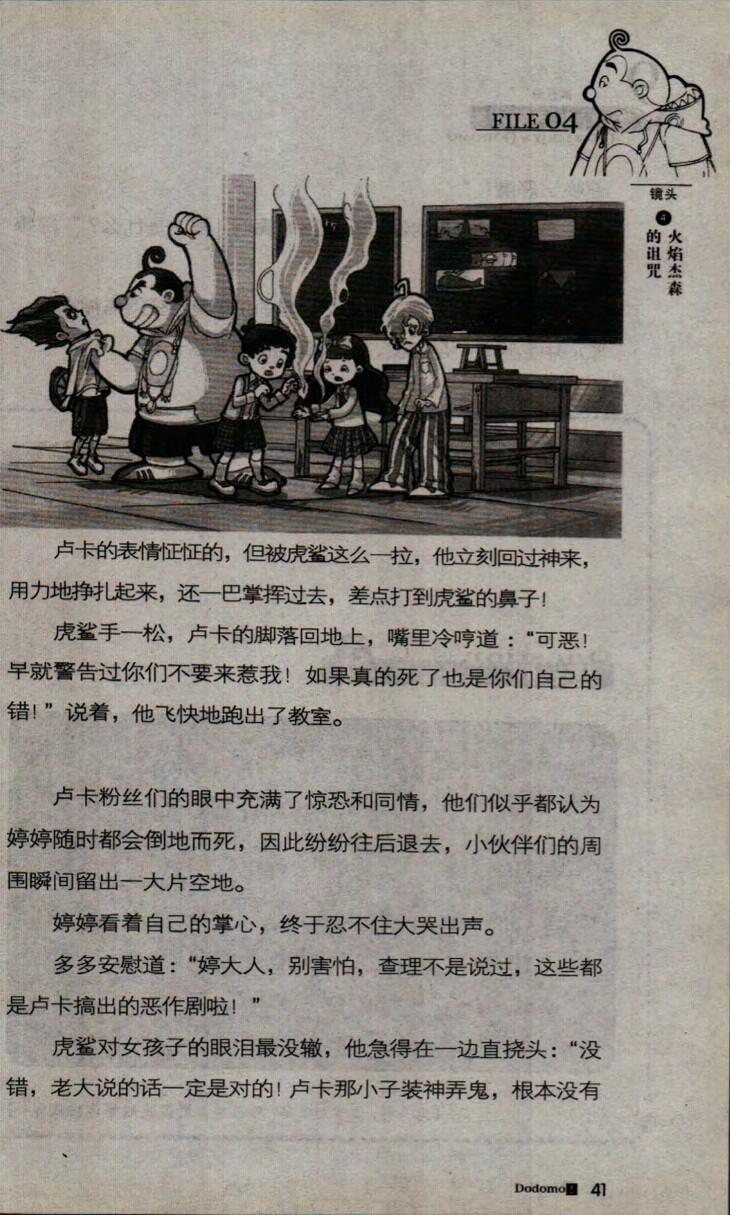 FILE 04
镜头
4
火焰杰森
的诅咒
卢卡的表情怔怔的，但被虎鲨这么一拉，他立刻回过神来，
用力地挣扎起来，还一巴掌挥过去，差点打到虎鲨的鼻子！
虎鲨手一松，卢卡的脚落回地上，嘴里冷哼道：“可恶！
早就警告过你们不要来惹我！如果真的死了也是你们自己的
错！”说着，他飞快地跑出了教室。
卢卡粉丝们的眼中充满了惊恐和同情，他们似乎都认为
婷婷随时都会倒地而死，因此纷纷往后退去，小伙伴们的周
围瞬间留出一大片空地。
婷婷看着自己的掌心，终于忍不住大哭出声。
多多安慰道：“婷大人，别害怕，查理不是说过，这些都
是卢卡搞出的恶作剧啦！”
虎鲨对女孩子的眼泪最没辙，他急得在一边直挠头：“没
错，老大说的话一定是对的！卢卡那小子装神弄鬼，根本没有
Dodomo! 41